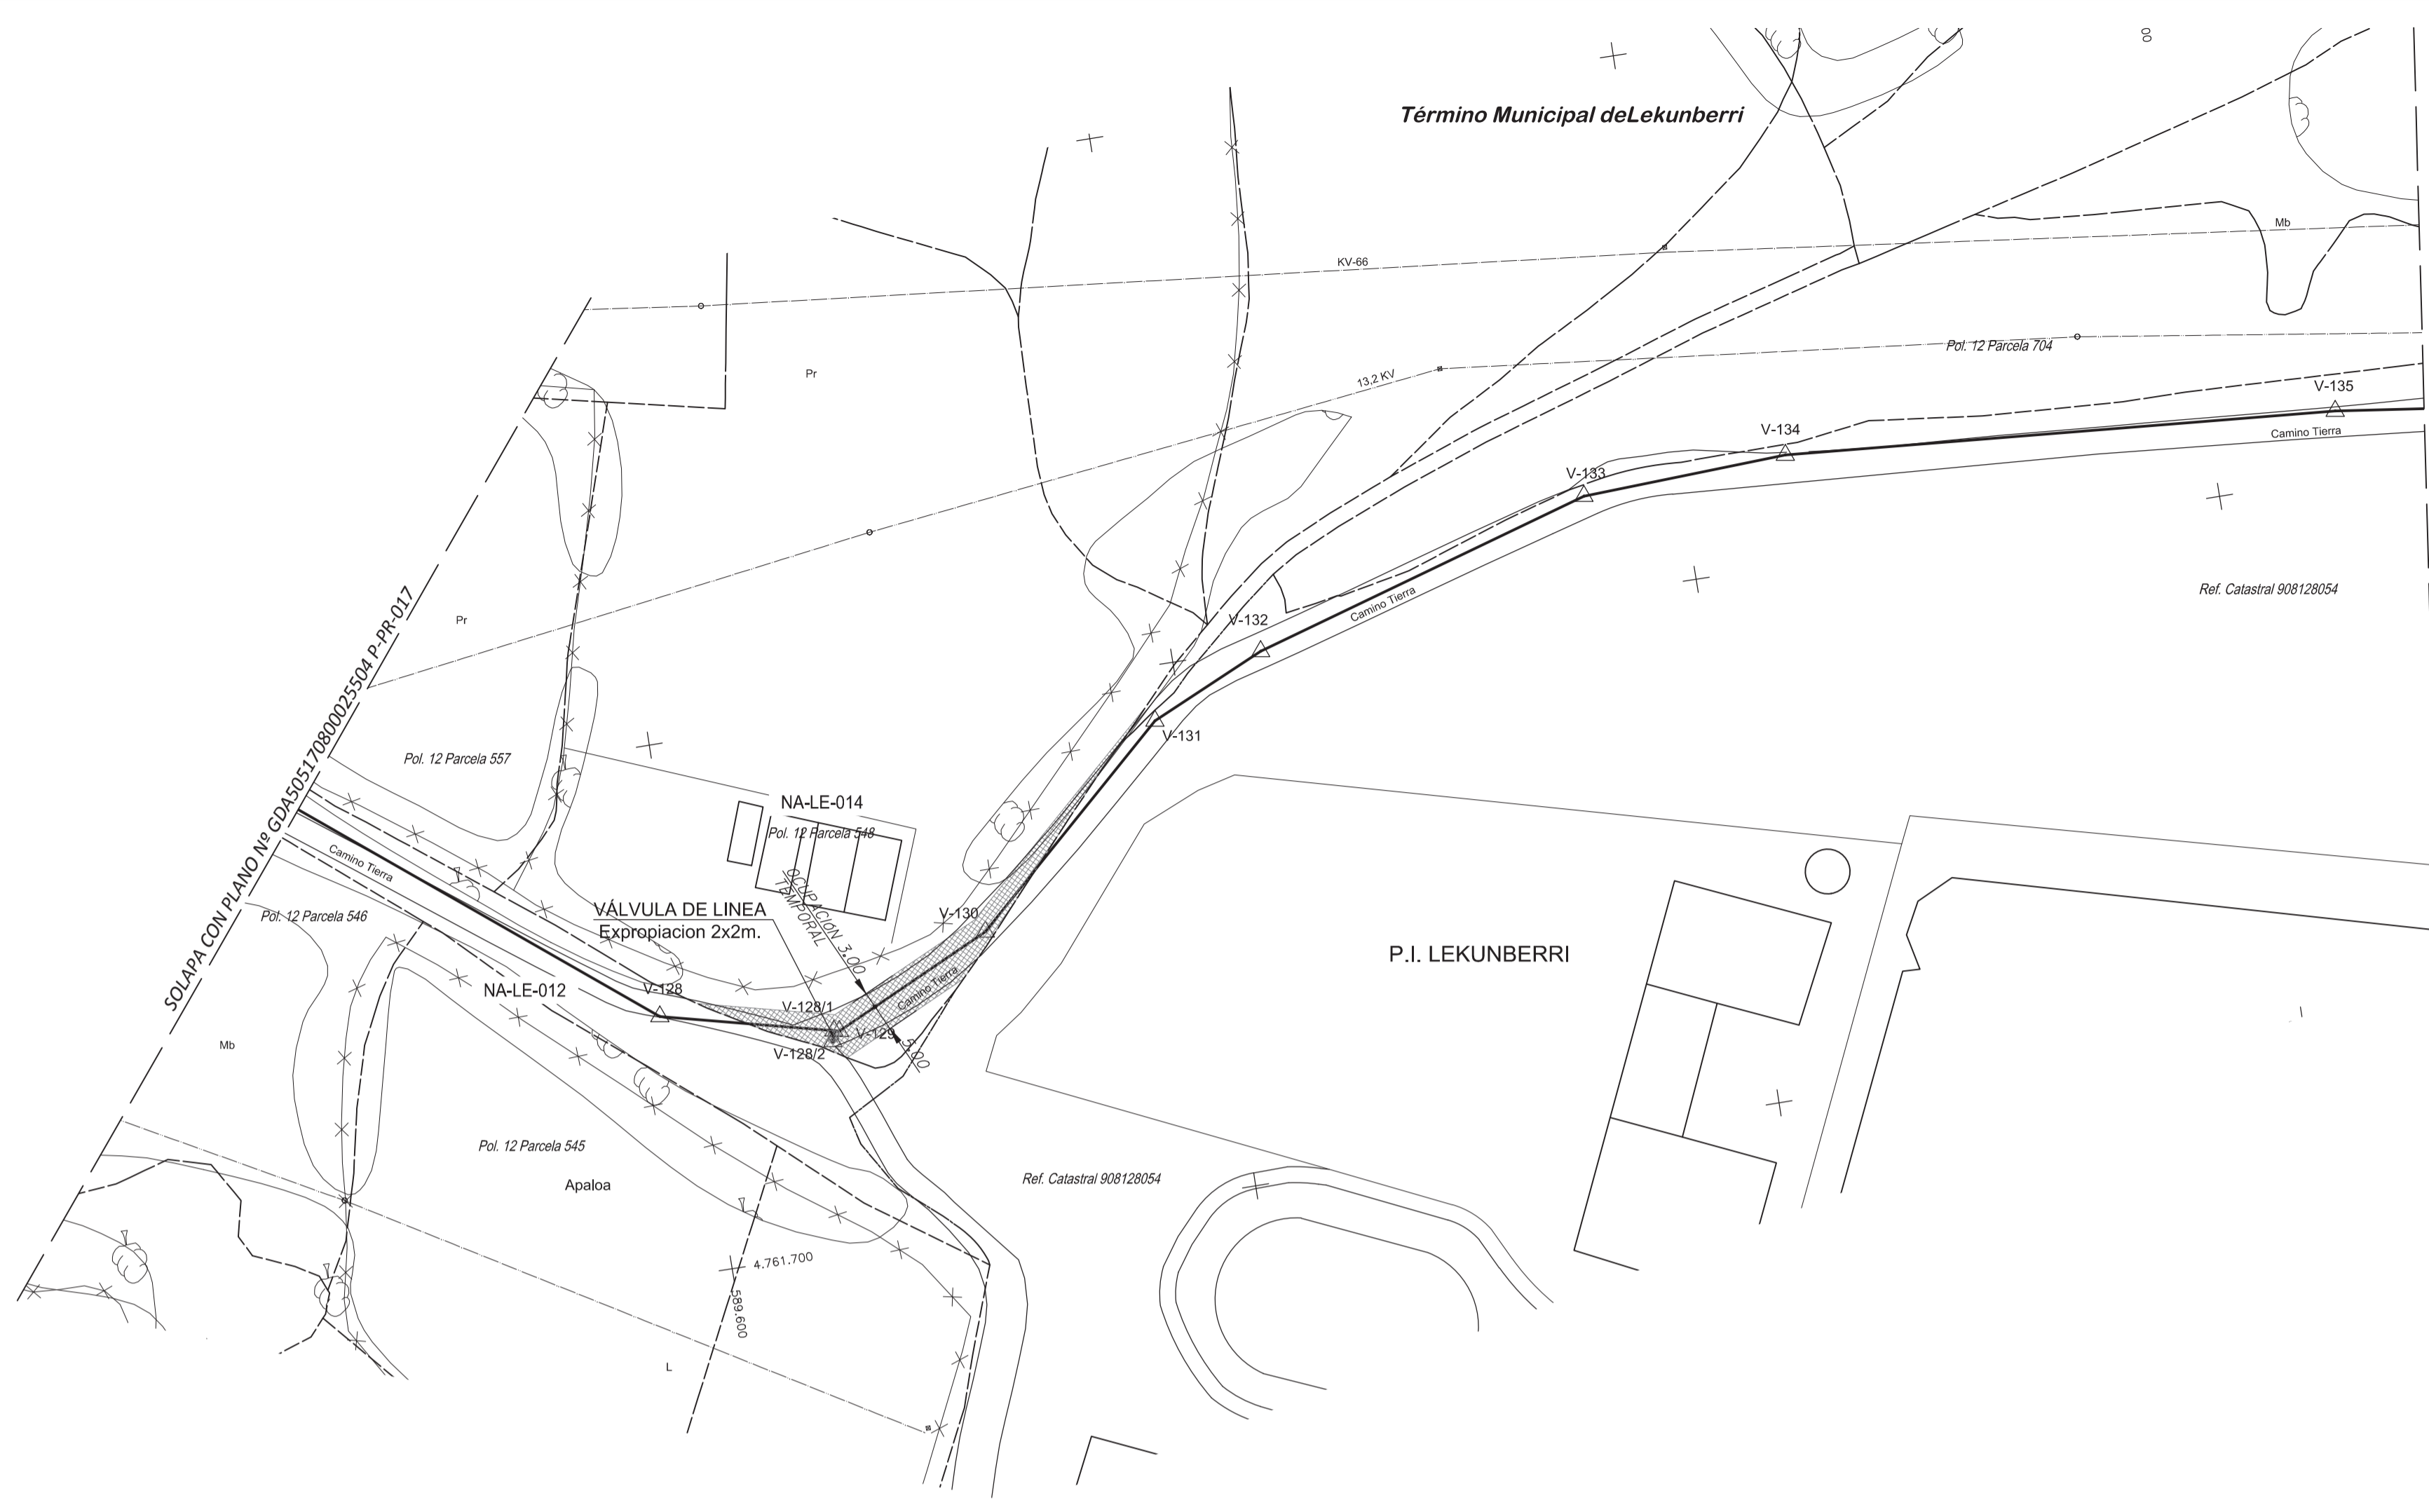 00
Término Municipal deLekunberri
Mb
KV-66
Pol. 12 Parcela 704
Pr
13,2 KV
V-135
V-134
Camino Tierra
V-133
Ref. Catastral 908128054
Camino Tierra
Pr
V-132
SOLAPA CON PLANO Nº GDA505170800025504 P-PR-017
V-131
Pol. 12 Parcela 557
NA-LE-014
Pol. 12 Parcela 548
Camino Tierra
OCUPACION 3.00
TEMPORAL
VÁLVULA DE LINEA
Expropiacion 2x2m.
V-130
Pol. 12 Parcela 546
P.I. LEKUNBERRI
Camino Tierra
NA-LE-012
V-128
V-128/1
V-129
V-128/2
5.00
Mb
Pol. 12 Parcela 545
Apaloa
Ref. Catastral 908128054
4.761.700
589.600
L